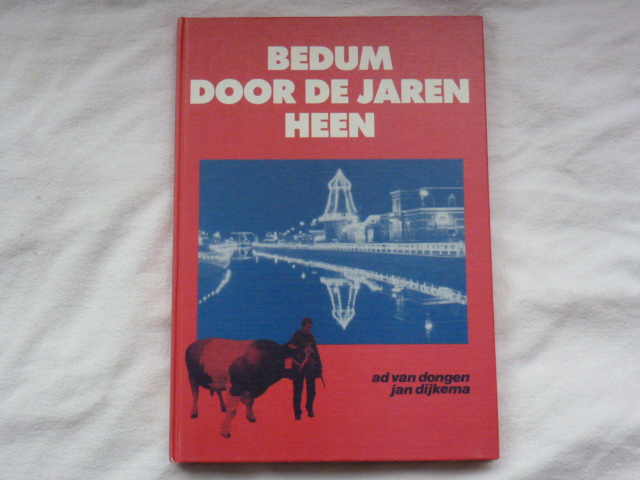 BEDUM
DOOR DE JAREN
HEEN
ad van dongen
jan dijkema